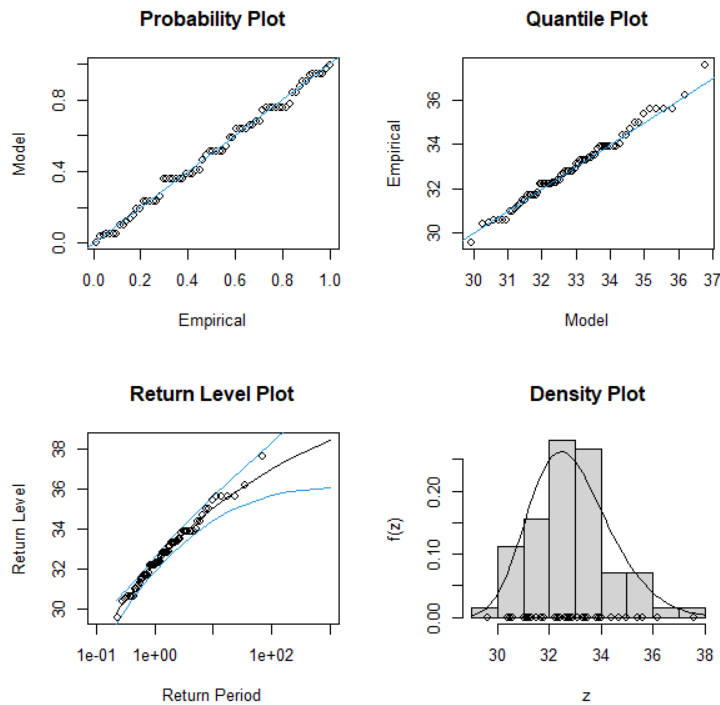 Probability Plot
Model
0.0 0.4 0.8
0.0 0.2 0.4 0.6 0.8 1.0
Empirical
Quantile Plot
Empirical
30 32 34 36
30 31 32 33 34 35 36 37
Model
Return Level Plot
Return Level
30 32 34 36 38
1e-01 1e+00 1e+02
Return Period
Density Plot
f(z)
0.00 0.10 0.20
30 32 34 36 38
z